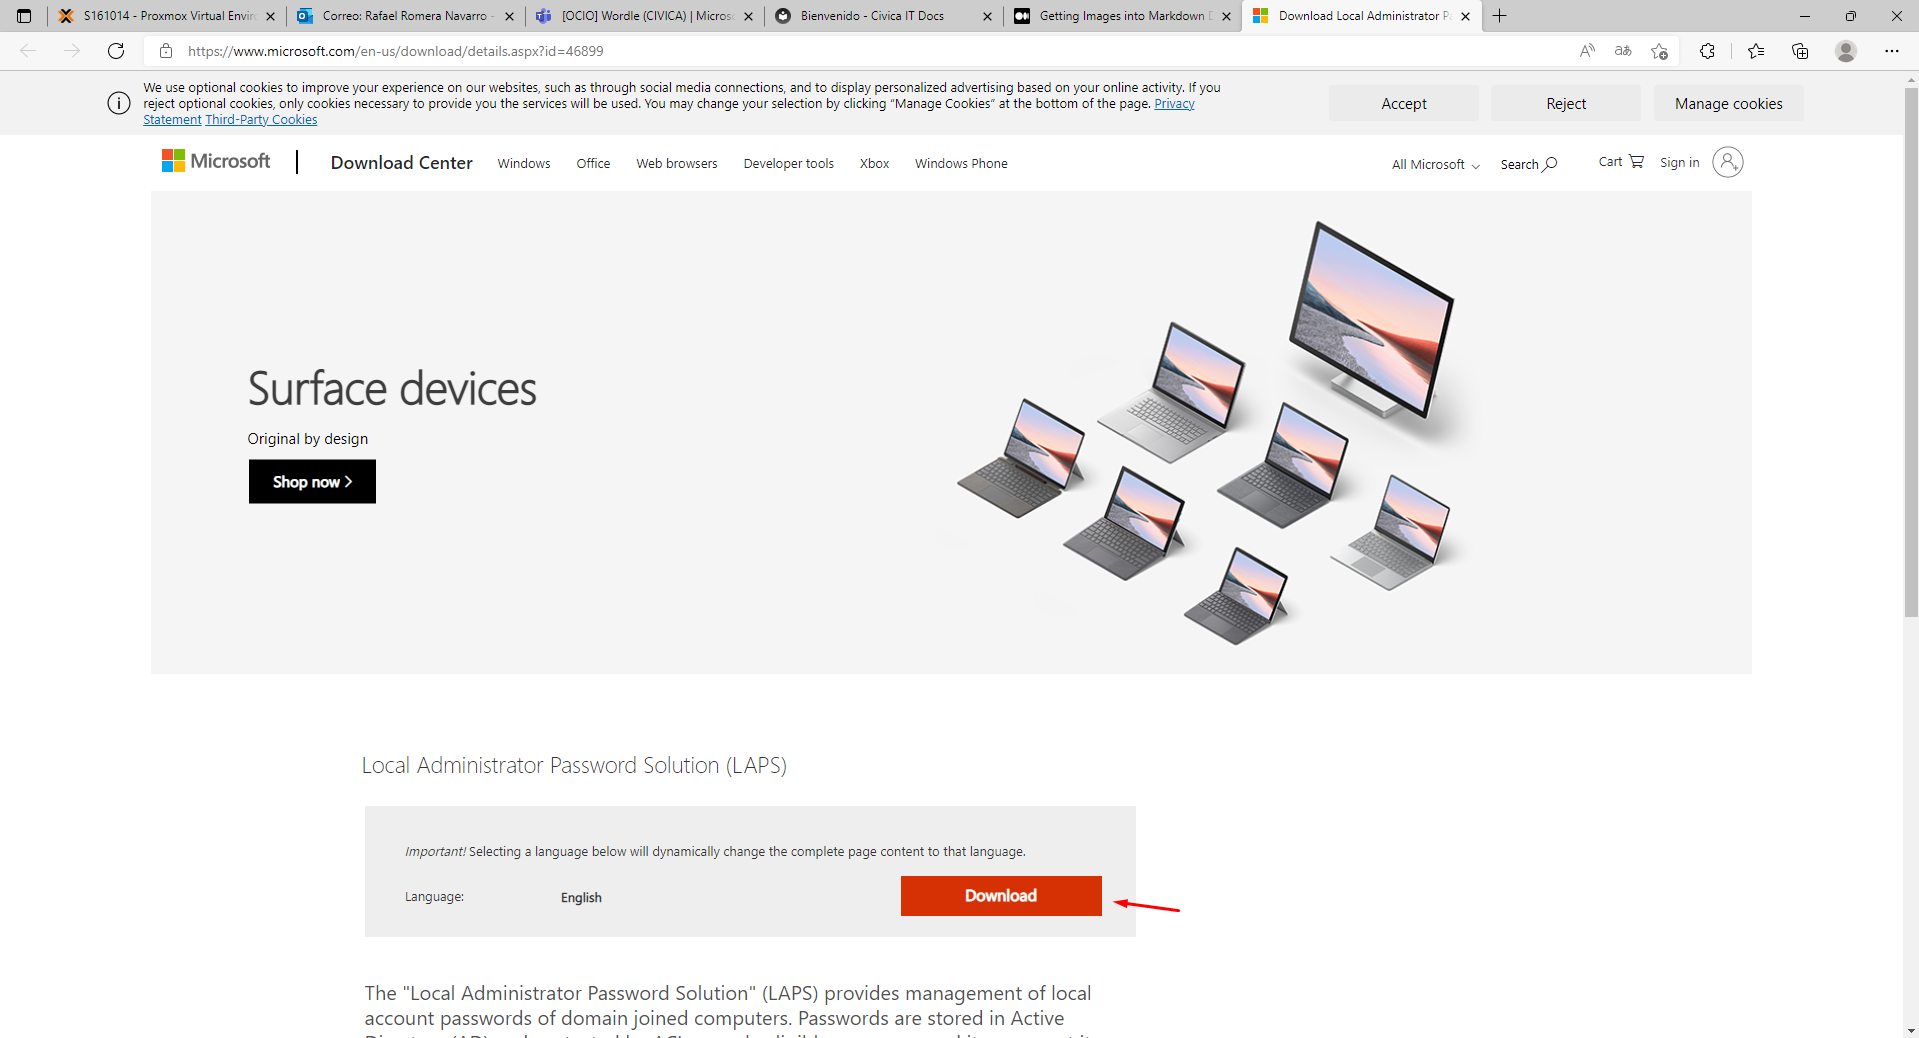 S161014 - Proxmox Virtual Enviro
Correo: Rafael Romera Navarro -
[OCIO] Wordle (CIVICA) | Microso
Bienvenido - Civica IT Docs
Getting Images into Markdown D
Download Local Administrator Pa
https://www.microsoft.com/en-us/download/details.aspx?id=46899
We use optional cookies to improve your experience on our websites, such as through social media connections, and to display personalized advertising based on your online activity. If you
reject optional cookies, only cookies necessary to provide you the services will be used. You may change your selection by clicking “Manage Cookies” at the bottom of the page. Privacy
Statement Third-Party Cookies
Accept
Reject
Manage cookies
Microsoft
Download Center
Windows
Office
Web browsers
Developer tools
Xbox
Windows Phone
All Microsoft
Search
Cart
Sign in
Surface devices
Original by design
Shop now >
Local Administrator Password Solution (LAPS)
Important! Selecting a language below will dynamically change the complete page content to that language.
Language:
English
Download
The "Local Administrator Password Solution" (LAPS) provides management of local
account passwords of domain joined computers. Passwords are stored in Active